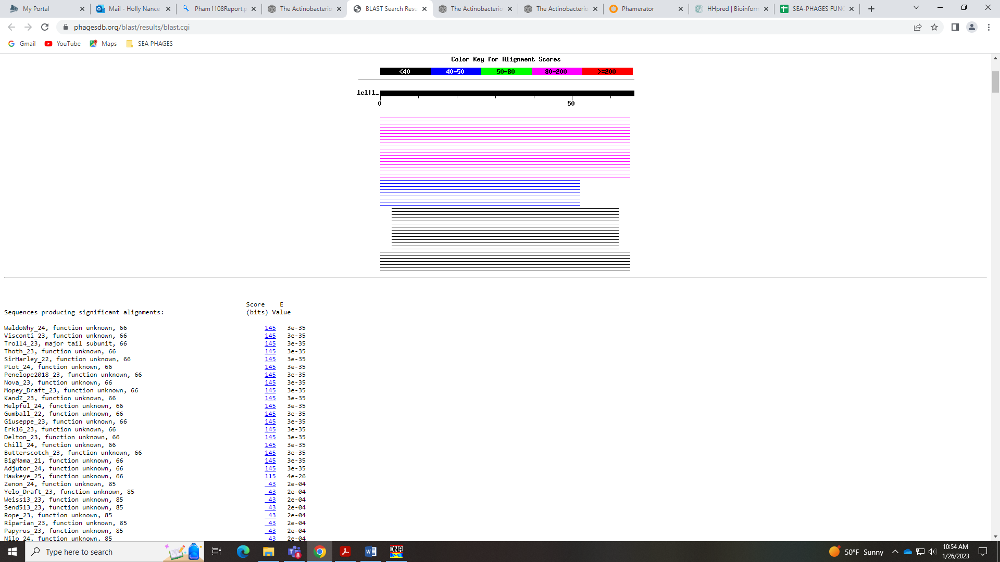 My Portal
Mail - Holly Nance
Pham1108Report.p
The Actinobacterio
BLAST Search Resu
The Actinobacterio
The Actinobacterio
Phamerator
HHpred | Bioinform
SEA-PHAGES FUNC
phagesdb.org/blast/results/blast.cgi
Gmail
YouTube
Maps
SEA PHAGES
Color Key for Alignment Scores
<40 40-50 50-80 80-200 >=200
lcl|1_
0 50
Score E
Sequences producing significant alignments: (bits) Value
WaldoWhy_24, function unknown, 66 145 3e-35
Visconti_23, function unknown, 66 145 3e-35
Troll4_23, major tail subunit, 66 145 3e-35
Thoth_23, function unknown, 66 145 3e-35
SirHarley_22, function unknown, 66 145 3e-35
PLot_24, function unknown, 66 145 3e-35
Penelope2018_23, function unknown, 66 145 3e-35
Nova_23, function unknown, 66 145 3e-35
Mopey_Draft_23, function unknown, 66 145 3e-35
KandZ_23, function unknown, 66 145 3e-35
Helpful_24, function unknown, 66 145 3e-35
Gumball_22, function unknown, 66 145 3e-35
Giuseppe_23, function unknown, 66 145 3e-35
Erk16_23, function unknown, 66 145 3e-35
Delton_23, function unknown, 66 145 3e-35
Chill_24, function unknown, 66 145 3e-35
Butterscotch_23, function unknown, 66 145 3e-35
BigMama_21, function unknown, 66 145 3e-35
Adjutor_24, function unknown, 66 145 3e-35
Hawkeye_25, function unknown, 66 115 4e-26
Zenon_24, function unknown, 85 43 2e-04
Yelo_Draft_23, function unknown, 85 43 2e-04
Weiss13_23, function unknown, 85 43 2e-04
Send513_23, function unknown, 85 43 2e-04
Rope_23, function unknown, 85 43 2e-04
Riparian_23, function unknown, 85 43 2e-04
Papyrus_23, function unknown, 85 43 2e-04
Nilo_24, function unknown, 85 43 2e-04
Type here to search
8
DNA
50°F Sunny
10:54 AM
1/26/2023